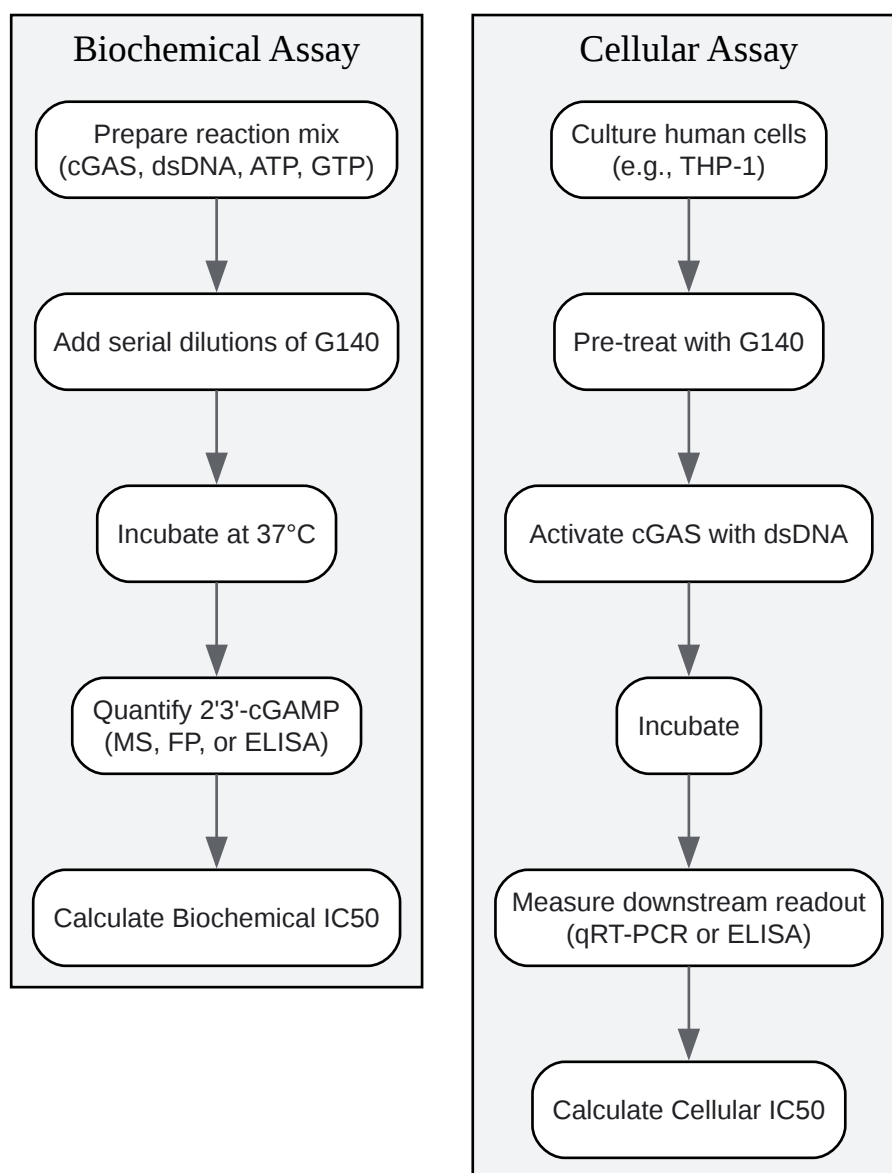 Biochemical Assay
Prepare reaction mix
(cGAS, dsDNA, ATP, GTP)
Add serial dilutions of G140
Incubate at 37°C
Quantify 2'3'-cGAMP
(MS, FP, or ELISA)
Calculate Biochemical IC50
Cellular Assay
Culture human cells
(e.g., THP-1)
Pre-treat with G140
Activate cGAS with dsDNA
Incubate
Measure downstream readout
(qRT-PCR or ELISA)
Calculate Cellular IC50